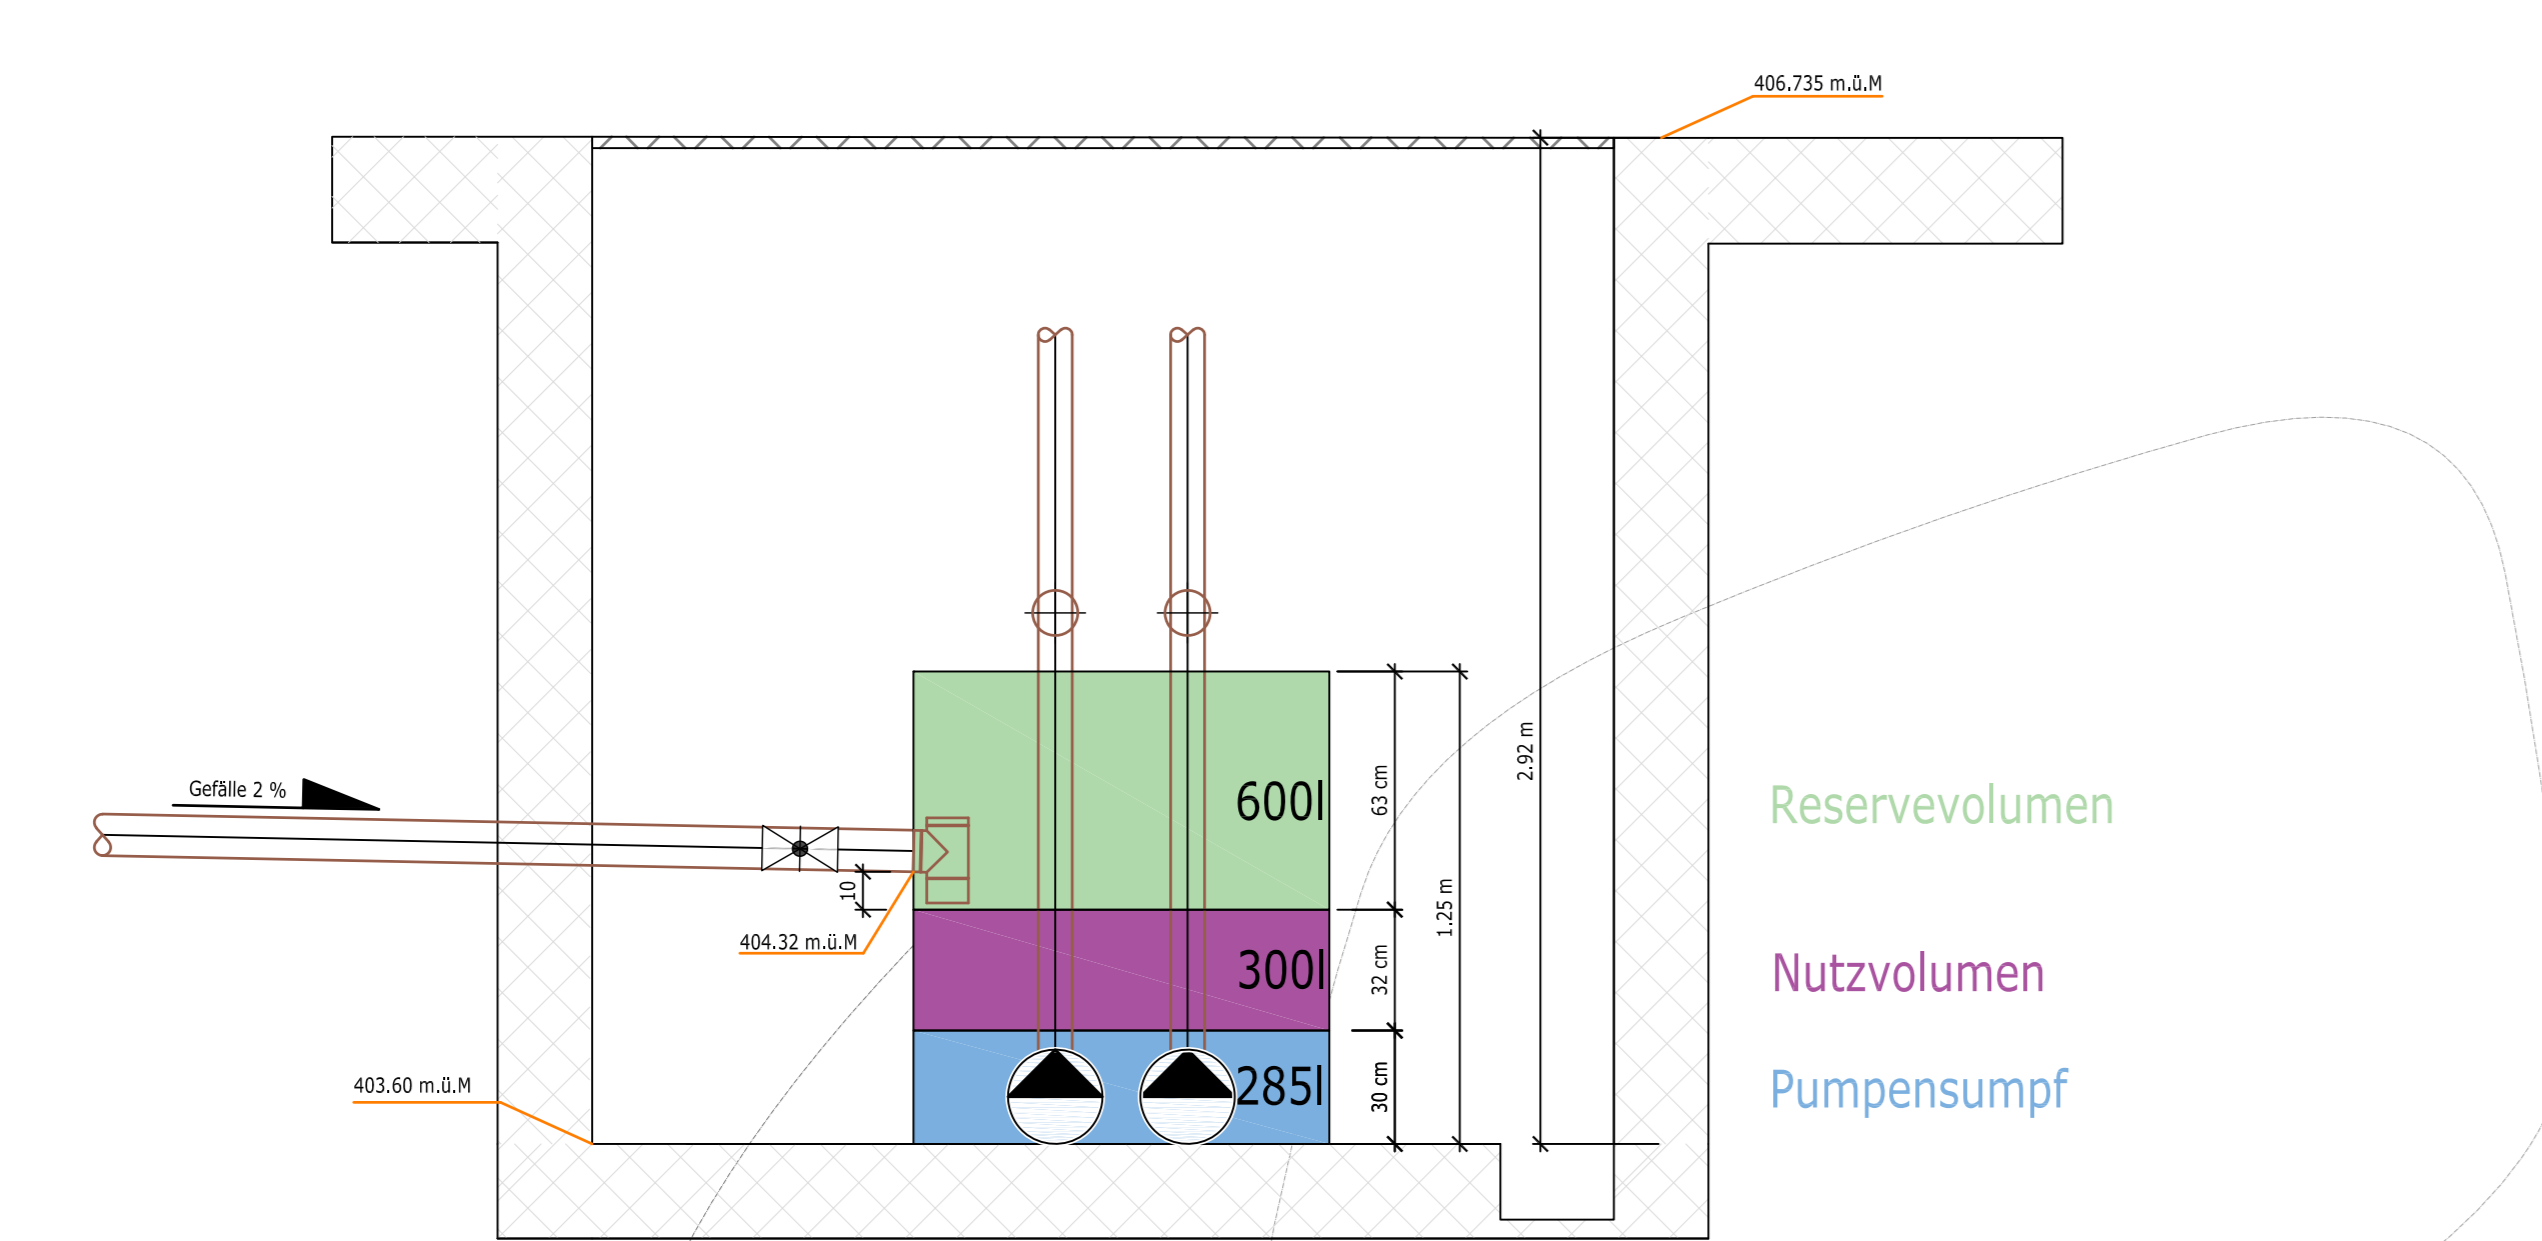 406.735 m.ü.M
2.92 m
Gefälle 2 %
600l
63 cm
Reservevolumen
10
404.32 m.ü.M
1.25 m
300l
32 cm
Nutzvolumen
403.60 m.ü.M
285l
30 cm
Pumpensumpf